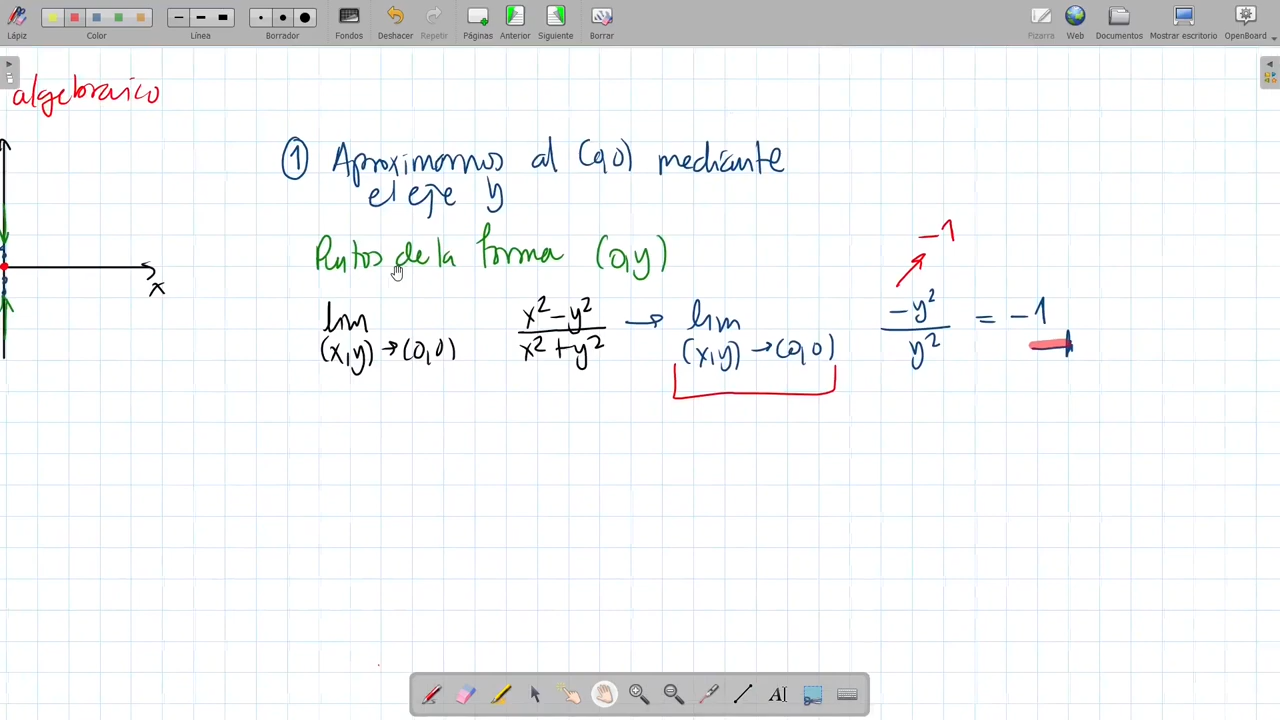 Lápiz Color Línea Borrador Fondos Deshacer Repetir Páginas Anterior Siguiente Borrar Pizarra Web Documentos Mostrar escritorio OpenBoard
algebraico
① Aproximamos al (0,0) mediante
el eje y
Puntos de la forma (0,y)
-1
lim (x,y)→(0,0) x²-y² / x²+y² → lim (x,y)→(0,0) -y² / y² = -1
x
AI